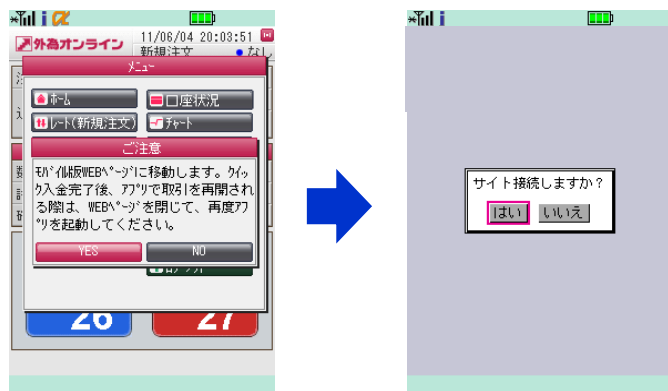 外為オンライン
11/06/04 20:03:51
新規注文 ●なし
メニュー
ホーム
口座状況
レート(新規注文)
チャート
ご注意
ﾓﾊﾞｲﾙ版WEBﾍﾟｰｼﾞに移動します。ｸｲｯ
ｸ入金完了後、ｱﾌﾟﾘで取引を再開され
る際は、WEBﾍﾟｰｼﾞを閉じて、再度ｱﾌ
ﾟﾘを起動してください。
YES
NO
26
27
サイト接続しますか？
はい
いいえ